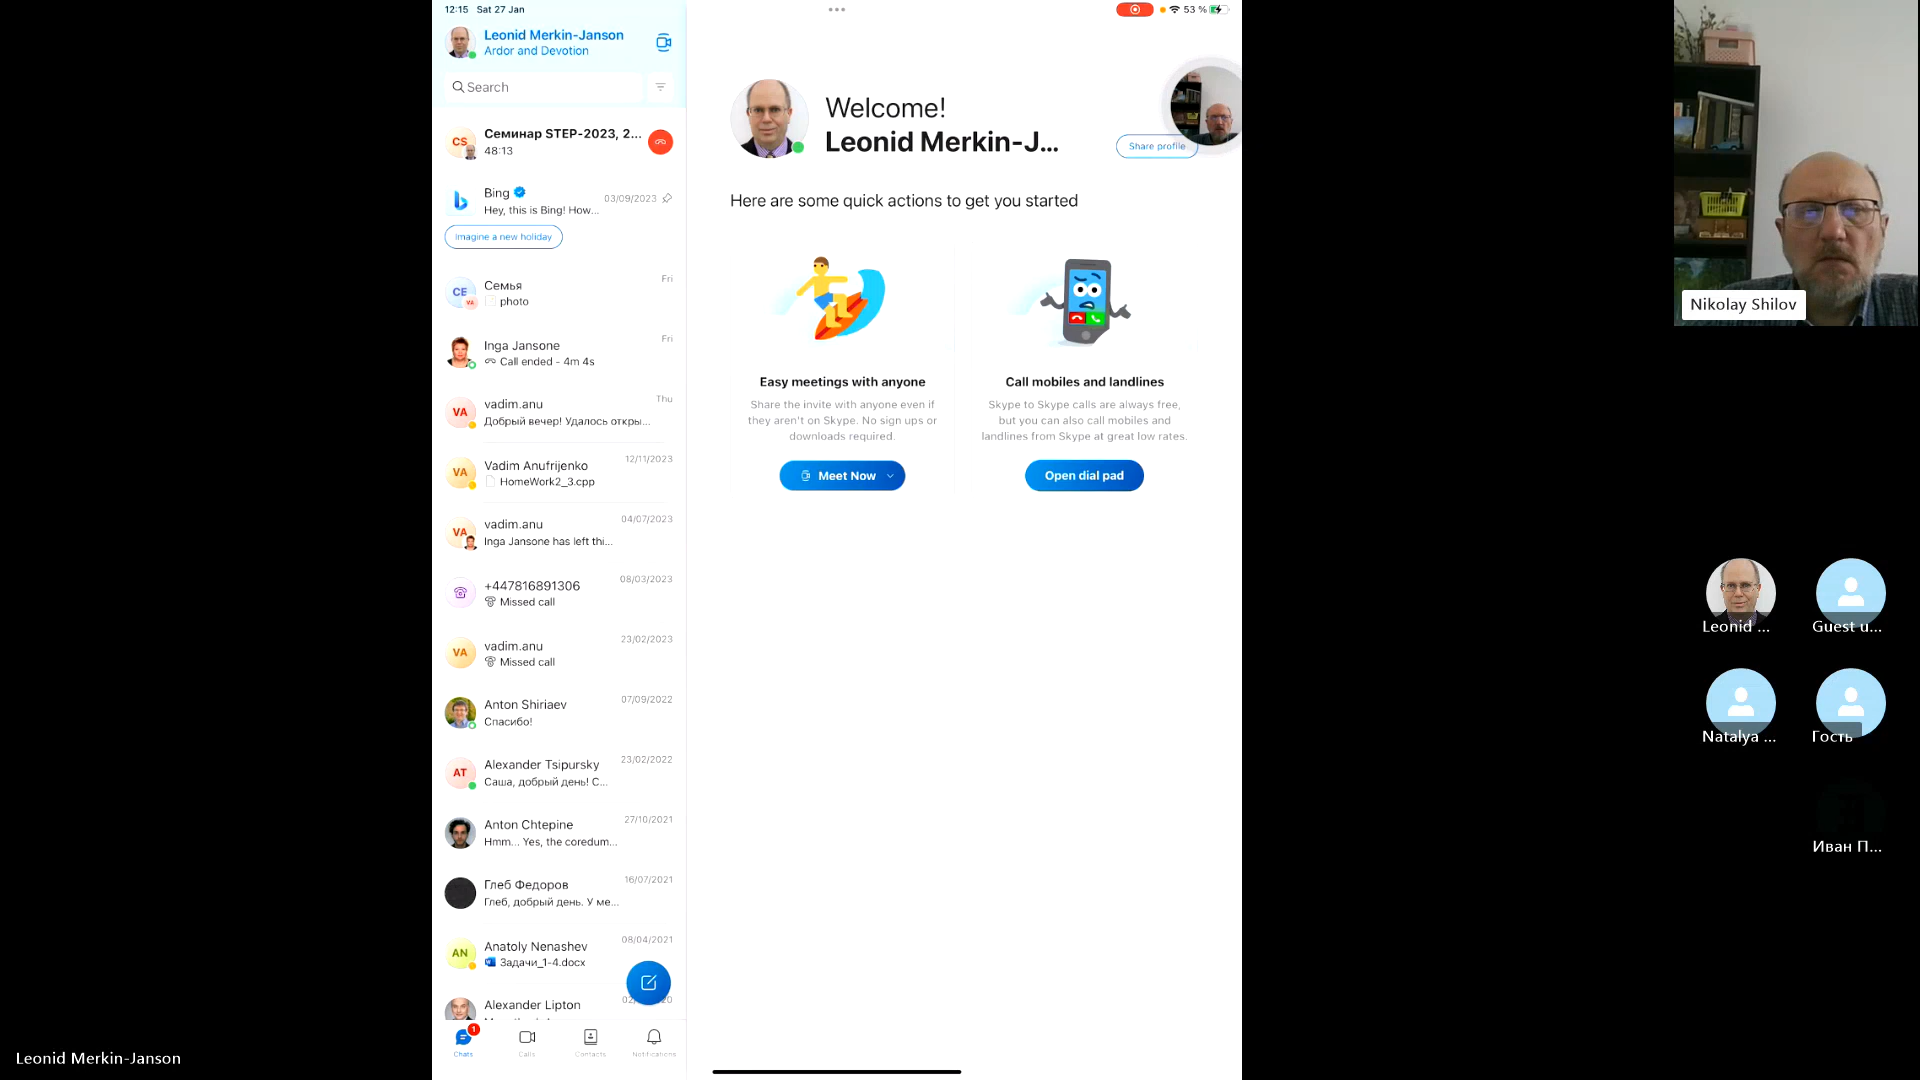 12:15 Sat 27 Jan
53 %
Leonid Merkin-Janson
Ardor and Devotion
Search
CS
Семинар STEP-2023, 2...
48:13
Bing
03/09/2023
Hey, this is Bing! How...
Imagine a new holiday
CE
VA
Семья
Fri
photo
Inga Jansone
Fri
Call ended - 4m 4s
VA
vadim.anu
Thu
Добрый вечер! Удалось откры...
VA
Vadim Anufrijenko
12/11/2023
HomeWork2_3.cpp
VA
vadim.anu
04/07/2023
Inga Jansone has left thi...
+447816891306
08/03/2023
Missed call
VA
vadim.anu
23/02/2023
Missed call
Anton Shiriaev
07/09/2022
Спасибо!
AT
Alexander Tsipursky
23/02/2022
Саша, добрый день! С...
Anton Chtepine
27/10/2021
Hmm... Yes, the coredum...
Глеб Федоров
16/07/2021
Глеб, добрый день. У ме...
AN
Anatoly Nenashev
08/04/2021
Задачи_1-4.docx
Alexander Lipton
1
Chats
Calls
Contacts
Notifications
Welcome!
Leonid Merkin-J...
Share profile
Here are some quick actions to get you started
Easy meetings with anyone
Share the invite with anyone even if
they aren't on Skype. No sign ups or
downloads required.
Meet Now
Call mobiles and landlines
Skype to Skype calls are always free,
but you can also call mobiles and
landlines from Skype at great low rates.
Open dial pad
Nikolay Shilov
Leonid ...
Guest u...
Natalya ...
Гость
Иван П...
Leonid Merkin-Janson